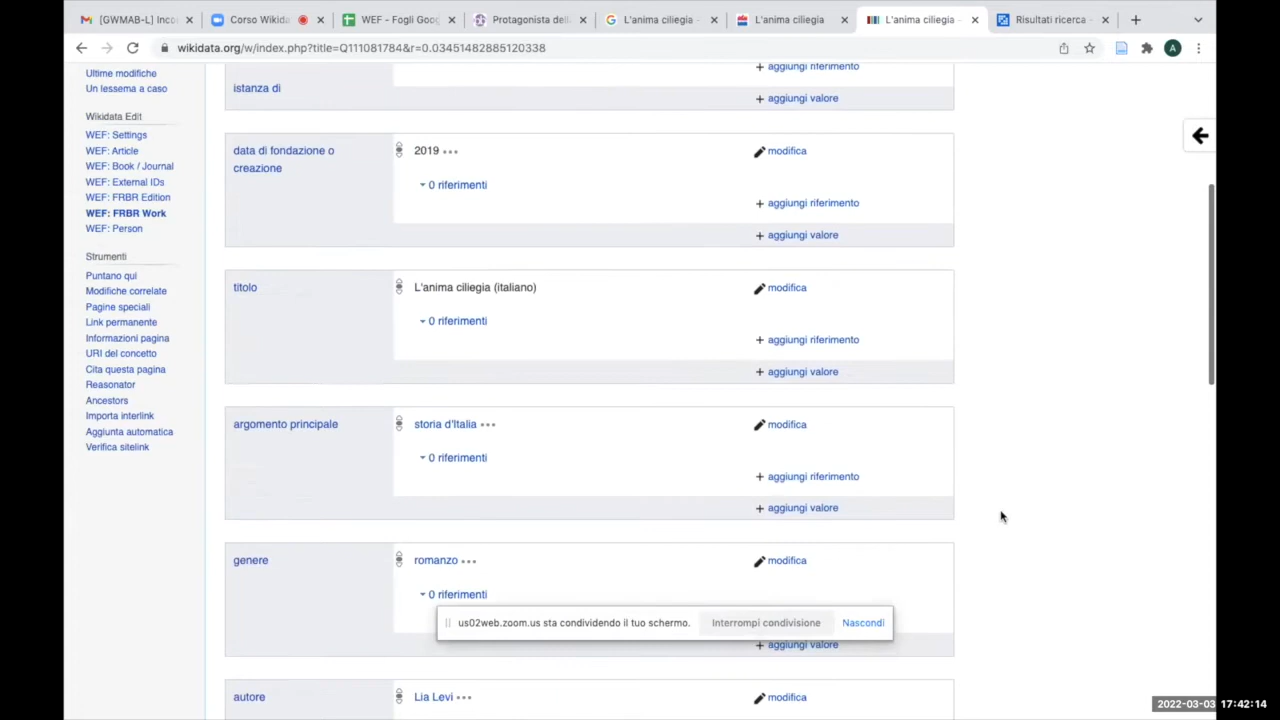 [GWMAB-L] Inco
Corso Wikida
WEF - Fogli Goog
Protagonista della
L'anima ciliegia -
L'anima ciliegia
L'anima ciliegia -
Risultati ricerca -
wikidata.org/w/index.php?title=Q111081784&r=0.03451482885120338
A
Ultime modifiche
Un lessema a caso
Wikidata Edit
WEF: Settings
WEF: Article
WEF: Book / Journal
WEF: External IDs
WEF: FRBR Edition
WEF: FRBR Work
WEF: Person
Strumenti
Puntano qui
Modifiche correlate
Pagine speciali
Link permanente
Informazioni pagina
URI del concetto
Cita questa pagina
Reasonator
Ancestors
Importa interlink
Aggiunta automatica
Verifica sitelink
+ aggiungi riferimento
istanza di
+ aggiungi valore
data di fondazione o
creazione
2019
modifica
0 riferimenti
+ aggiungi riferimento
+ aggiungi valore
titolo
L'anima ciliegia (italiano)
modifica
0 riferimenti
+ aggiungi riferimento
+ aggiungi valore
argomento principale
storia d'Italia
modifica
0 riferimenti
+ aggiungi riferimento
+ aggiungi valore
genere
romanzo
modifica
0 riferimenti
us02web.zoom.us sta condividendo il tuo schermo.
Interrompi condivisione
Nascondi
+ aggiungi valore
autore
Lia Levi
modifica
2022-03-03 17:42:14